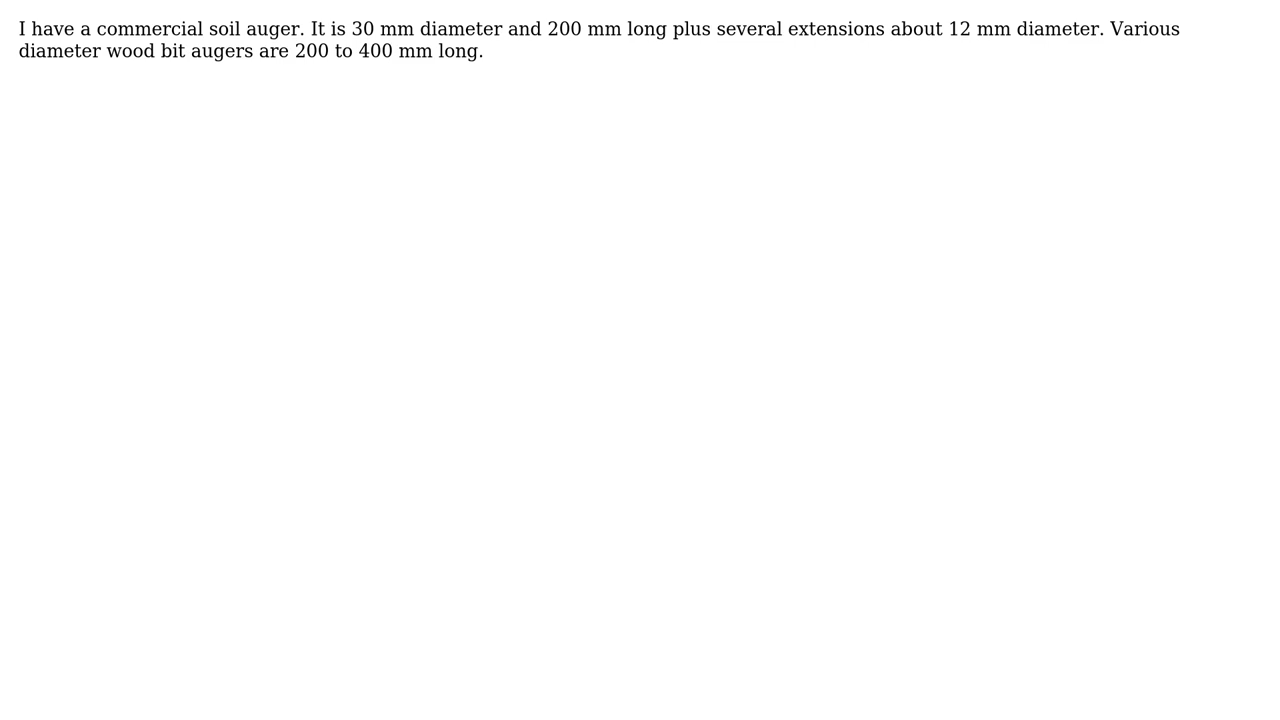 I have a commercial soil auger. It is 30 mm diameter and 200 mm long plus several extensions about 12 mm diameter. Various
diameter wood bit augers are 200 to 400 mm long.